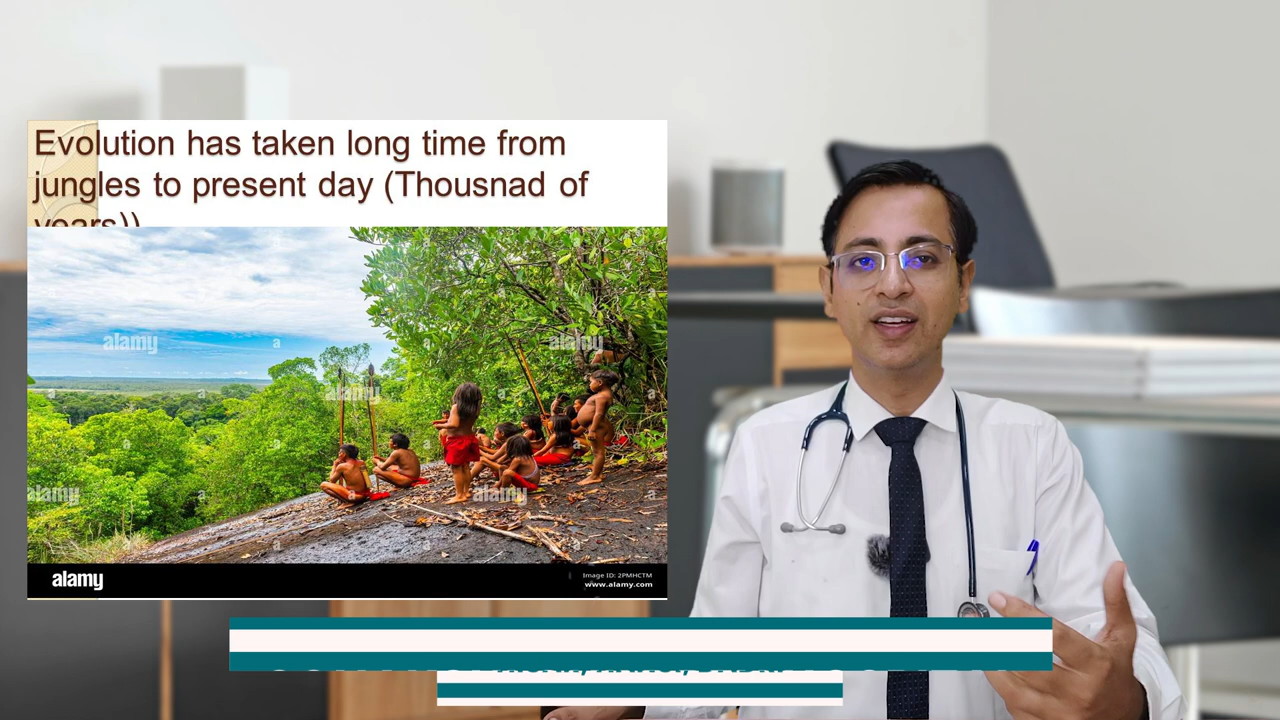 Evolution has taken long time from
jungles to present day (Thousnad of
years))
alamy
a
alamy
a
alamy
a
a
alamy
a
alamy
a
a
a
alamy
Image ID: 2PMHCTM
www.alamy.com